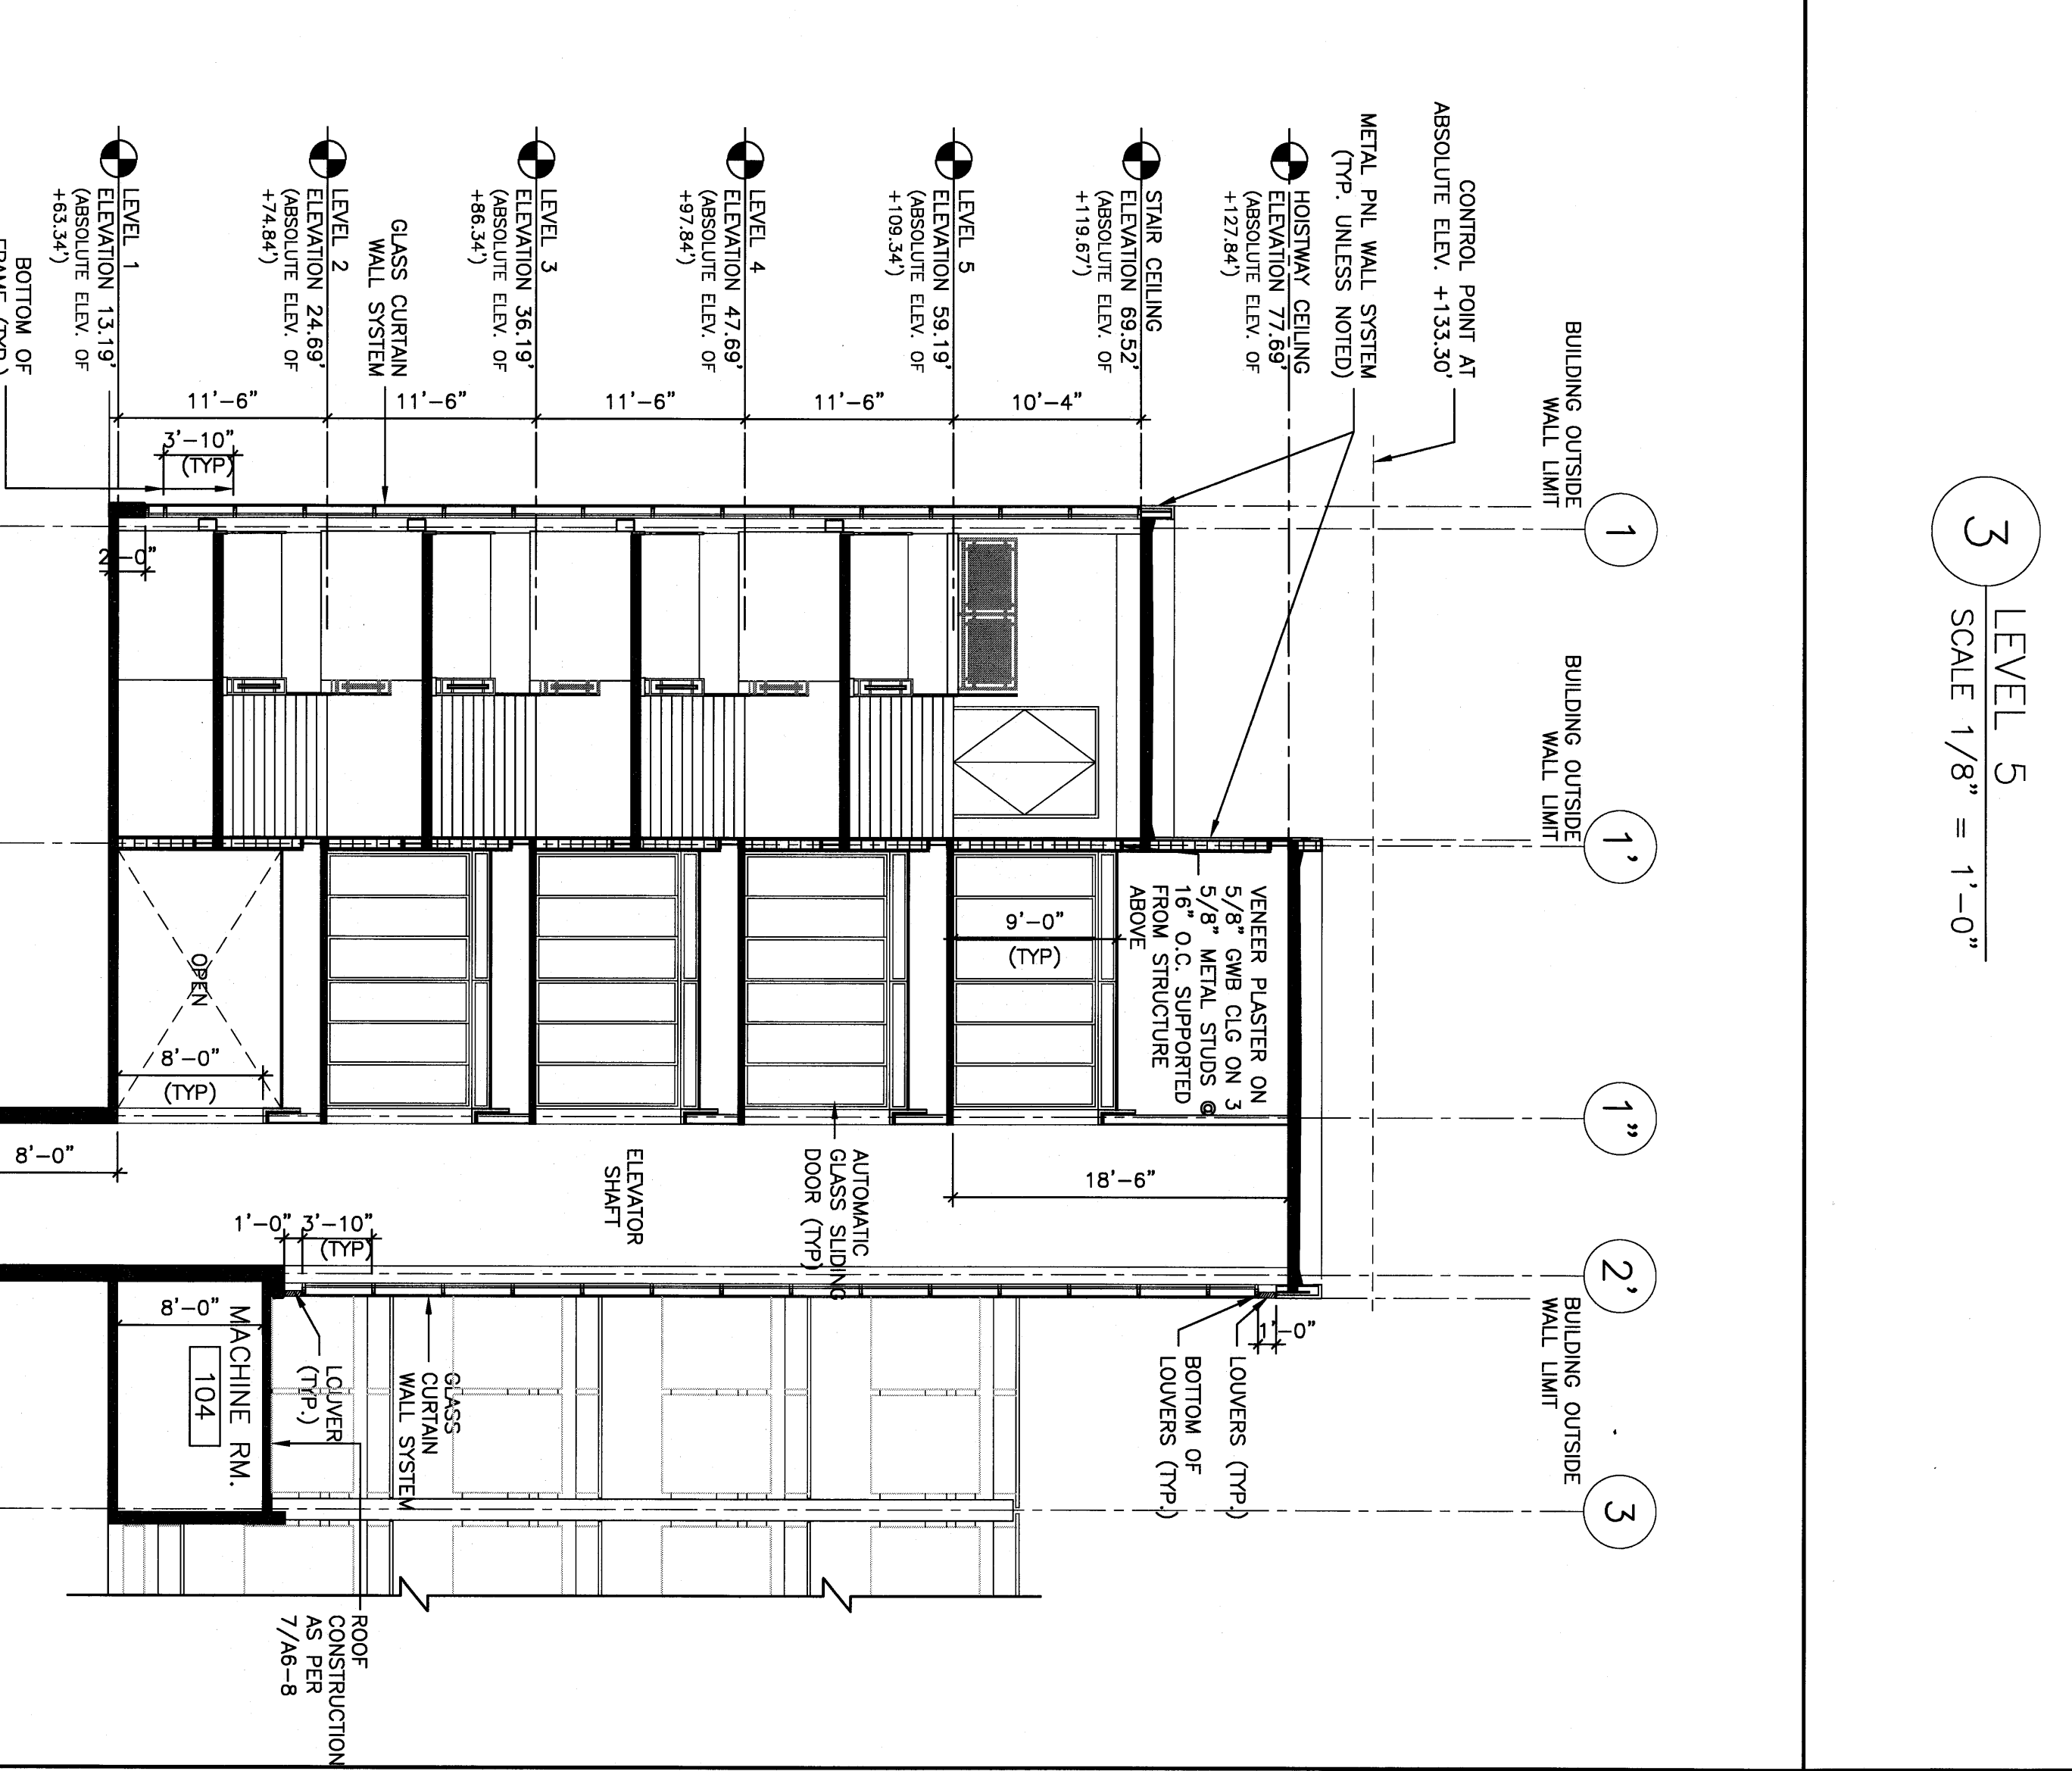 3
LEVEL 5
SCALE 1/8" = 1'-0"
1
1'
1"
2'
3
BUILDING OUTSIDE
WALL LIMIT
BUILDING OUTSIDE
WALL LIMIT
BUILDING OUTSIDE
WALL LIMIT
CONTROL POINT AT
ABSOLUTE ELEV. +133.30'
METAL PNL WALL SYSTEM
(TYP. UNLESS NOTED)
HOISTWAY CEILING
ELEVATION 77.69'
(ABSOLUTE ELEV. OF
+127.84')
STAIR CEILING
ELEVATION 69.52'
(ABSOLUTE ELEV. OF
+119.67')
LEVEL 5
ELEVATION 59.19'
(ABSOLUTE ELEV. OF
+109.34')
LEVEL 4
ELEVATION 47.69'
(ABSOLUTE ELEV. OF
+97.84')
LEVEL 3
ELEVATION 36.19'
(ABSOLUTE ELEV. OF
+86.34')
LEVEL 2
ELEVATION 24.69'
(ABSOLUTE ELEV. OF
+74.84')
LEVEL 1
ELEVATION 13.19'
(ABSOLUTE ELEV. OF
+63.34')
GLASS CURTAIN
WALL SYSTEM
BOTTOM OF
FRAME (TYP.)
10'-4"
11'-6"
11'-6"
11'-6"
11'-6"
3'-10"
(TYP)
2'-0"
VENEER PLASTER ON
5/8" GWB CLG ON 3
5/8" METAL STUDS @
16" O.C. SUPPORTED
FROM STRUCTURE
ABOVE
9'-0"
(TYP)
OPEN
8'-0"
(TYP)
8'-0"
18'-6"
AUTOMATIC
GLASS SLIDING
DOOR (TYP)
ELEVATOR
SHAFT
1'-0"
3'-10"
(TYP)
1'-0"
LOUVERS (TYP.)
BOTTOM OF
LOUVERS (TYP.)
GLASS
CURTAIN
WALL SYSTEM
LOUVER
(TYP.)
8'-0"
MACHINE RM.
104
ROOF
CONSTRUCTION
AS PER
7/A6-8